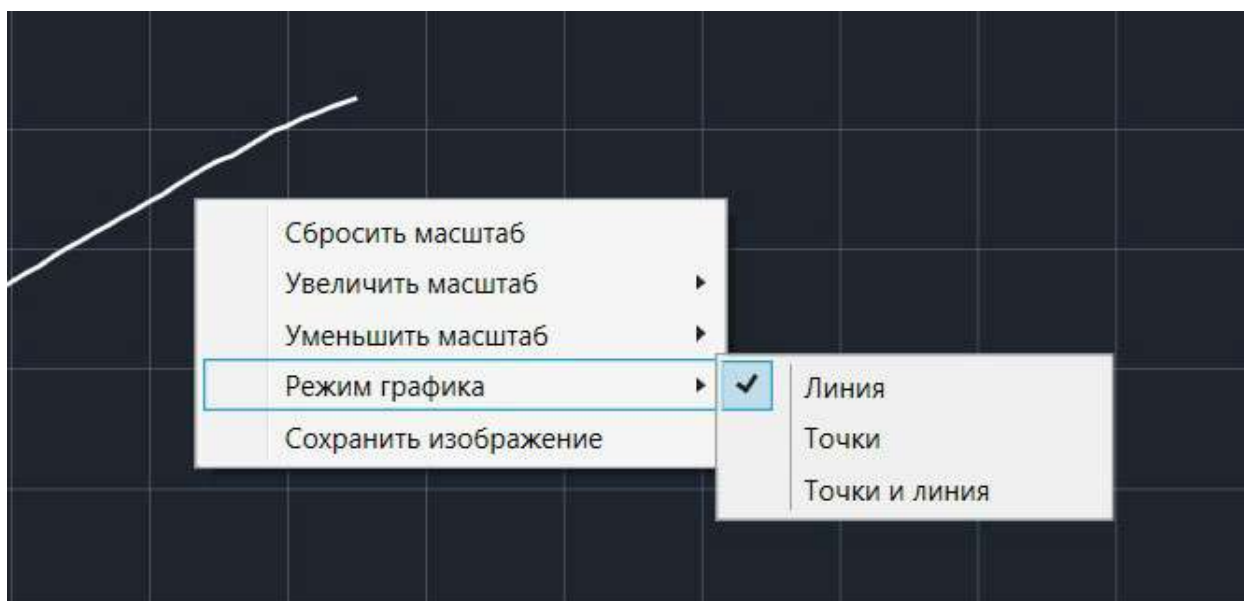 Сбросить масштаб
Увеличить масштаб
Уменьшить масштаб
Режим графика
Сохранить изображение
Линия
Точки
Точки и линия